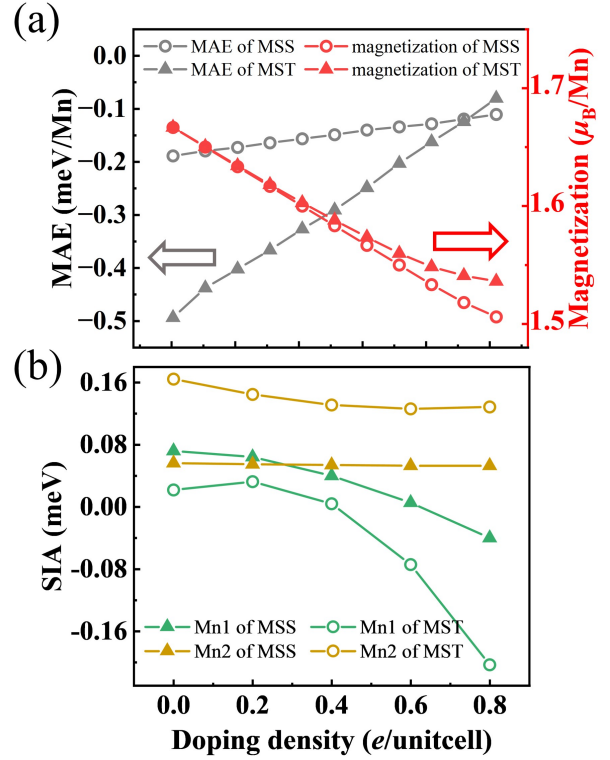 (a)
MAE of MSS
magnetization of MSS
MAE of MST
magnetization of MST
0.0
−0.1
−0.2
−0.3
−0.4
−0.5
MAE (meV/Mn)
1.7
1.6
1.5
Magnetization (μB/Mn)
(b)
0.16
0.08
0.00
-0.08
-0.16
SIA (meV)
Mn1 of MSS
Mn1 of MST
Mn2 of MSS
Mn2 of MST
0.0 0.2 0.4 0.6 0.8
Doping density (e/unitcell)